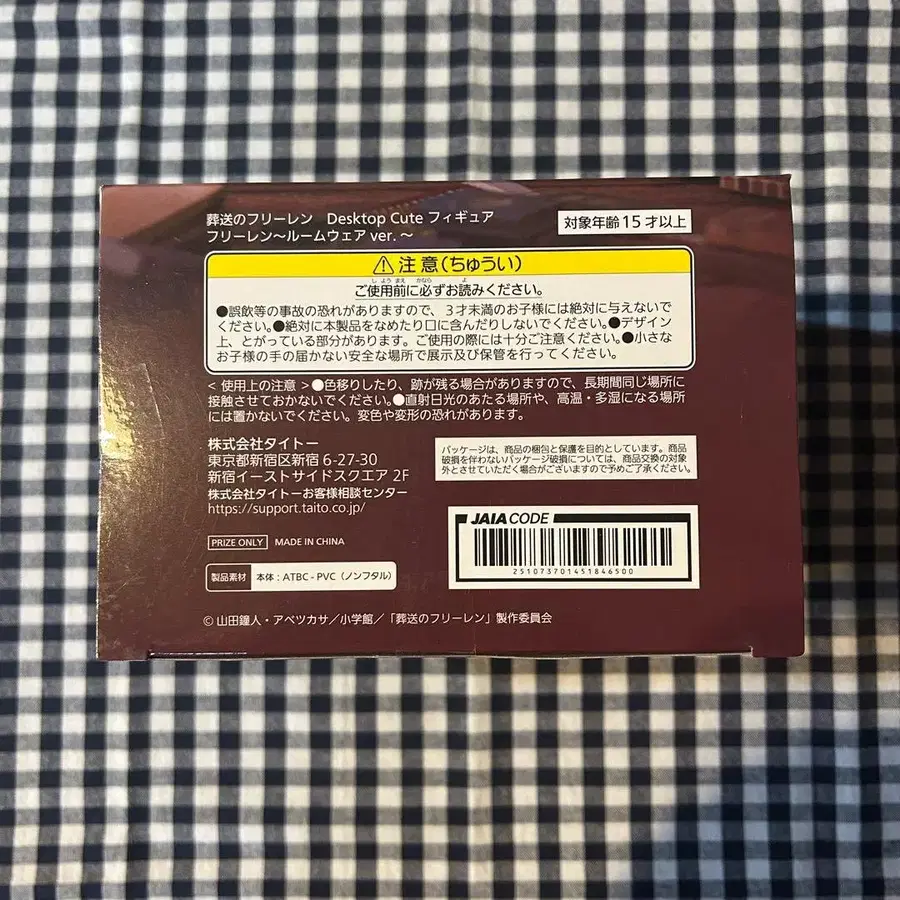 葬送のフリーレン Desktop Cute フィギュア
フリーレン～ルームウェア ver. ～
対象年齢 15 才以上
⚠注意(ちゅうい)
ご使用前に必ずお読みください。
●誤飲等の事故の恐れがありますので、３才未満のお子様には絶対に与えないで
ください。●絶対に本製品をなめたり口に含んだりしないでください。●デザイン
上、とがっている部分があります。ご使用の際には十分ご注意ください。●小さな
お子様の手の届かない安全な場所で展示及び保管を行ってください。
< 使用上の注意 >●色移りしたり、跡が残る場合がありますので、長期間同じ場所に
接触させておかないでください。●直射日光のあたる場所や、高温・多湿になる場所
には置かないでください。変色や変形の恐れがあります。
株式会社タイトー
東京都新宿区新宿 6-27-30
新宿イーストサイドスクエア 2F
株式会社タイトーお客様相談センター
https://support.taito.co.jp/
パッケージは、商品の梱包と保護を目的としています。商品
破損を伴わないパッケージ破損については、商品交換の対象
外とさせていただく場合がございますので予めご了承ください。
PRIZE ONLY MADE IN CHINA
JAIA CODE
2510737014518465００
製品素材 本体：ATBC - PVC（ノンフタル）
© 山田鐘人・アベツカサ／小学館／「葬送のフリーレン」製作委員会